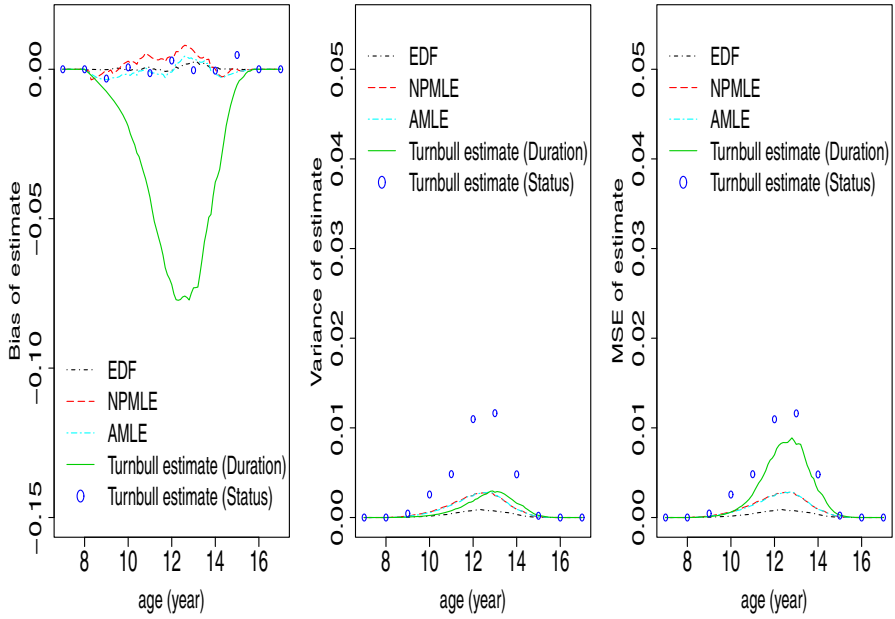 Bias of estimate
0.00
−0.05
−0.10
−0.15
EDF
NPMLE
AMLE
Turnbull estimate (Duration)
Turnbull estimate (Status)
8 10 12 14 16
age (year)
Variance of estimate
0.05
0.04
0.03
0.02
0.01
0.00
EDF
NPMLE
AMLE
Turnbull estimate (Duration)
Turnbull estimate (Status)
8 10 12 14 16
age (year)
MSE of estimate
0.05
0.04
0.03
0.02
0.01
0.00
EDF
NPMLE
AMLE
Turnbull estimate (Duration)
Turnbull estimate (Status)
8 10 12 14 16
age (year)